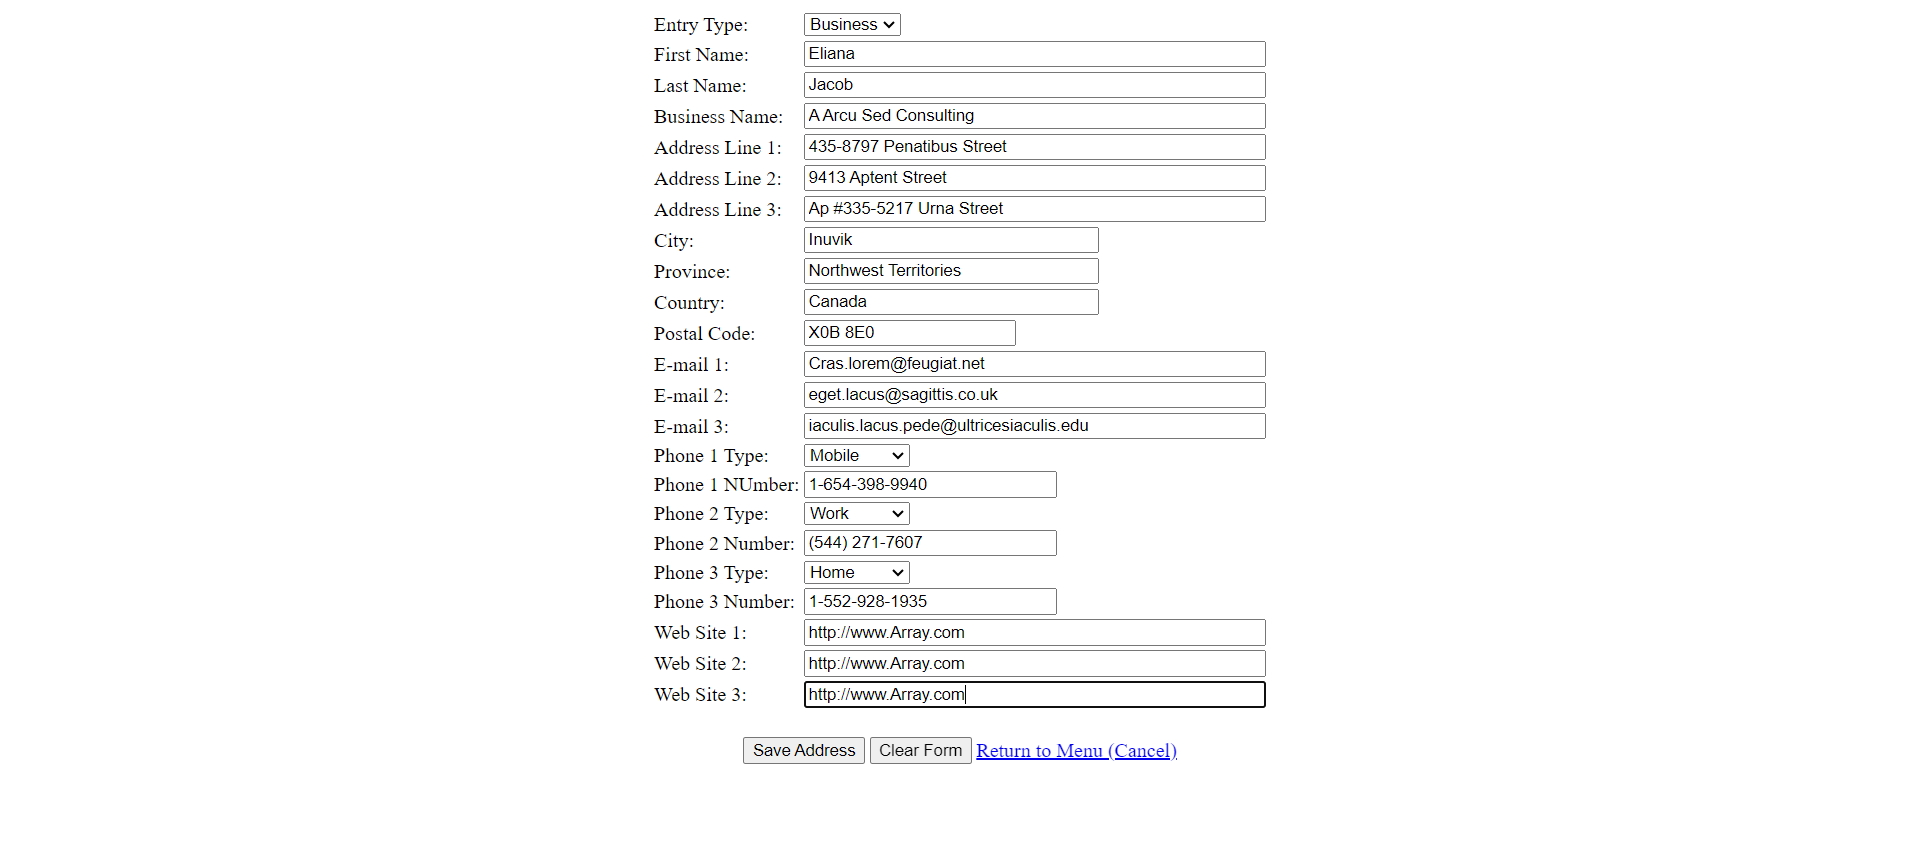 Entry Type: Business
First Name: Eliana
Last Name: Jacob
Business Name: A Arcu Sed Consulting
Address Line 1: 435-8797 Penatibus Street
Address Line 2: 9413 Aptent Street
Address Line 3: Ap #335-5217 Urna Street
City: Inuvik
Province: Northwest Territories
Country: Canada
Postal Code: X0B 8E0
E-mail 1: Cras.lorem@feugiat.net
E-mail 2: eget.lacus@sagittis.co.uk
E-mail 3: iaculis.lacus.pede@ultricesiaculis.edu
Phone 1 Type: Mobile
Phone 1 NUmber: 1-654-398-9940
Phone 2 Type: Work
Phone 2 Number: (544) 271-7607
Phone 3 Type: Home
Phone 3 Number: 1-552-928-1935
Web Site 1: http://www.Array.com
Web Site 2: http://www.Array.com
Web Site 3: http://www.Array.com
Save Address Clear Form Return to Menu (Cancel)